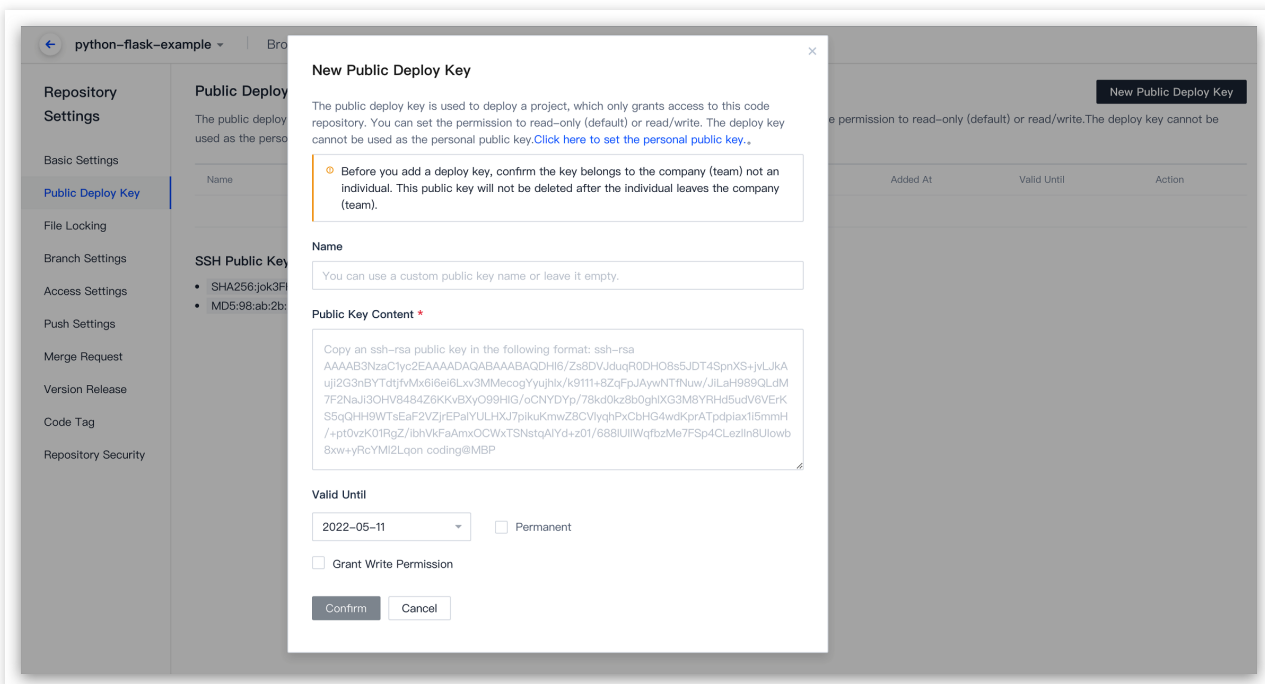 python-flask-example
Bro
Repository
Settings
Basic Settings
Public Deploy Key
File Locking
Branch Settings
Access Settings
Push Settings
Merge Request
Version Release
Code Tag
Repository Security
Public Deploy
New Public Deploy Key
The public deploy
e permission to read-only (default) or read/write.The deploy key cannot be
used as the perso
Name
Added At
Valid Until
Action
SSH Public Key
• SHA256:jok3F
• MD5:98:ab:2b:
New Public Deploy Key
The public deploy key is used to deploy a project, which only grants access to this code
repository. You can set the permission to read-only (default) or read/write. The deploy key
cannot be used as the personal public key.Click here to set the personal public key.。
Before you add a deploy key, confirm the key belongs to the company (team) not an
individual. This public key will not be deleted after the individual leaves the company
(team).
Name
You can use a custom public key name or leave it empty.
Public Key Content *
Copy an ssh-rsa public key in the following format: ssh-rsa
AAAAB3NzaC1yc2EAAAADAQABAAABAQDHI6/Zs8DVJduqR0DHO8s5JDT4SpnXS+jvLJkA
uji2G3nBYTdtjfvMx6i6ei6Lxv3MMecogYyujhlx/k9111+8ZqFpJAywNTfNuw/JiLaH989QLdM
7F2NaJi3OHV8484Z6KKvBXyO99HIG/oCNYDYp/78kd0kz8b0ghlXG3M8YRHd5udV6VErK
S5qQHH9WTsEaF2VZjrEPalYULHXJ7pikuKmwZ8CVlyqhPxCbHG4wdKprATpdpiax1i5mmH
/+pt0vzK01RgZ/ibhVkFaAmxOCWxTSNstqAlYd+z01/688lUIlWqfbzMe7FSp4CLezlIn8Ulowb
8xw+yRcYMl2Lqon coding@MBP
Valid Until
2022-05-11
Permanent
Grant Write Permission
Confirm
Cancel